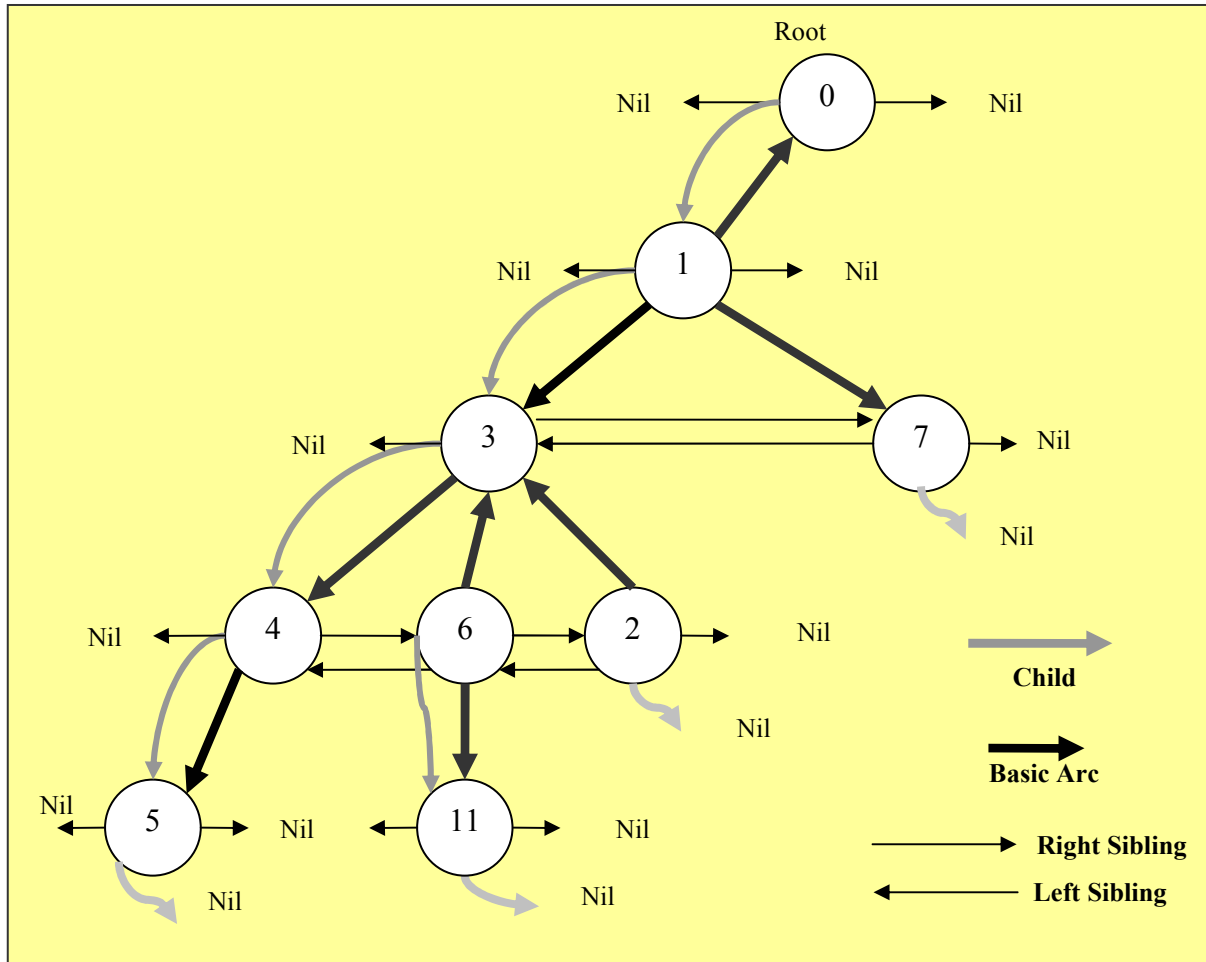 Root
Nil 0 Nil
Nil 1 Nil
Nil 3 7 Nil
Nil
Nil 4 6 2 Nil
Child
Nil
Basic Arc
Nil 5 Nil 11 Nil
Right Sibling
Nil Nil Left Sibling